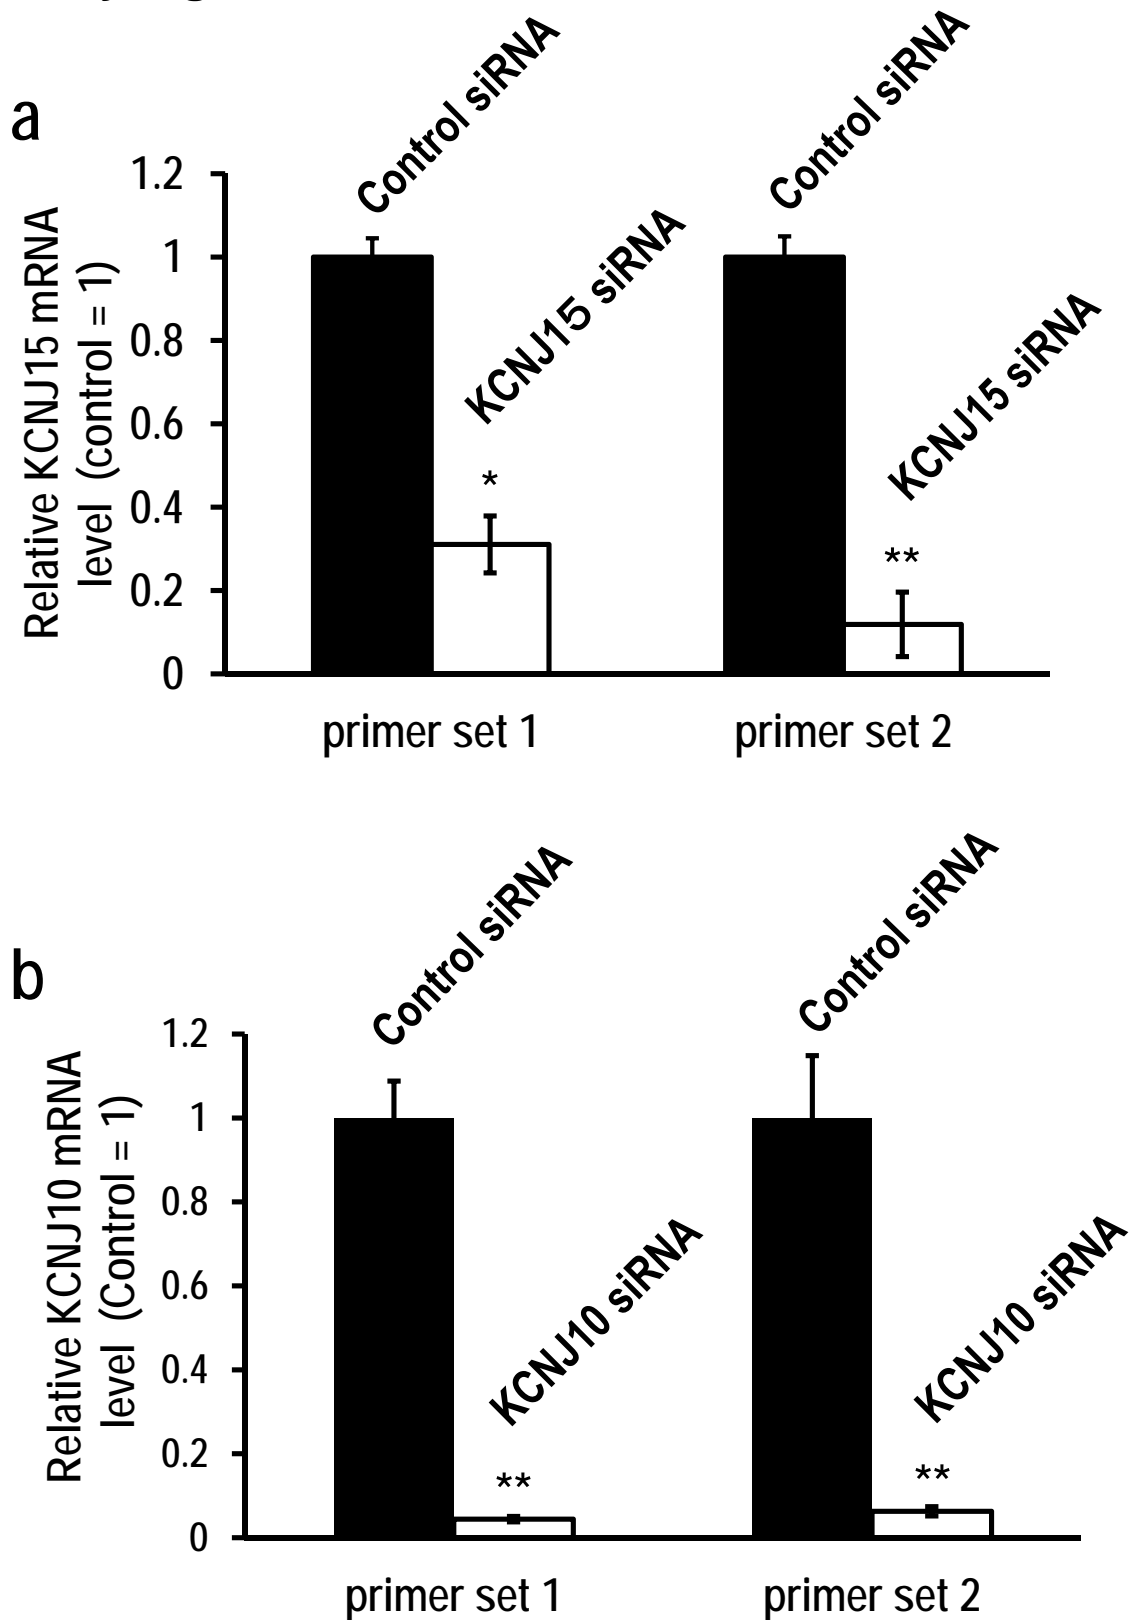 a
Control siRNA
Control siRNA
KCNJ15 siRNA
KCNJ15 siRNA
Relative KCNJ15 mRNA
level (control = 1)
1.2
1
0.8
0.6
0.4
0.2
0
*
**
primer set 1
primer set 2
b
Control siRNA
Control siRNA
KCNJ10 siRNA
KCNJ10 siRNA
Relative KCNJ10 mRNA
level (Control = 1)
1.2
1
0.8
0.6
0.4
0.2
0
**
**
primer set 1
primer set 2